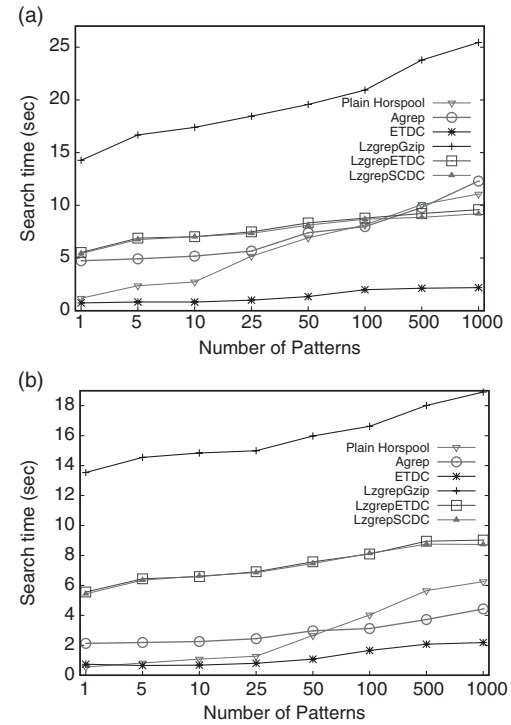 (a)
25
20
15
10
5
0
Search time (sec)
Plain Horspool
Agrep
ETDC
LzgrepGzip
LzgrepETDC
LzgrepSCDC
1 5 10 25 50 100 500 1000
Number of Patterns
(b)
18
16
14
12
10
8
6
4
2
0
Search time (sec)
Plain Horspool
Agrep
ETDC
LzgrepGzip
LzgrepETDC
LzgrepSCDC
1 5 10 25 50 100 500 1000
Number of Patterns